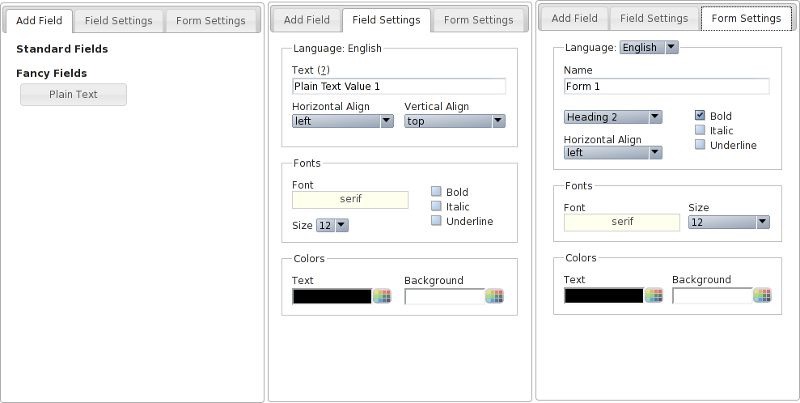 Add Field Field Settings Form Settings
Standard Fields
Fancy Fields
Plain Text
Add Field Field Settings Form Settings
Language: English
Text (?)
Plain Text Value 1
Horizontal Align Vertical Align
left top
Fonts
Font
serif
Bold
Italic
Underline
Size 12
Colors
Text Background
Add Field Field Settings Form Settings
Language: English
Name
Form 1
Heading 2
Bold
Italic
Underline
Horizontal Align
left
Fonts
Font Size
serif 12
Colors
Text Background